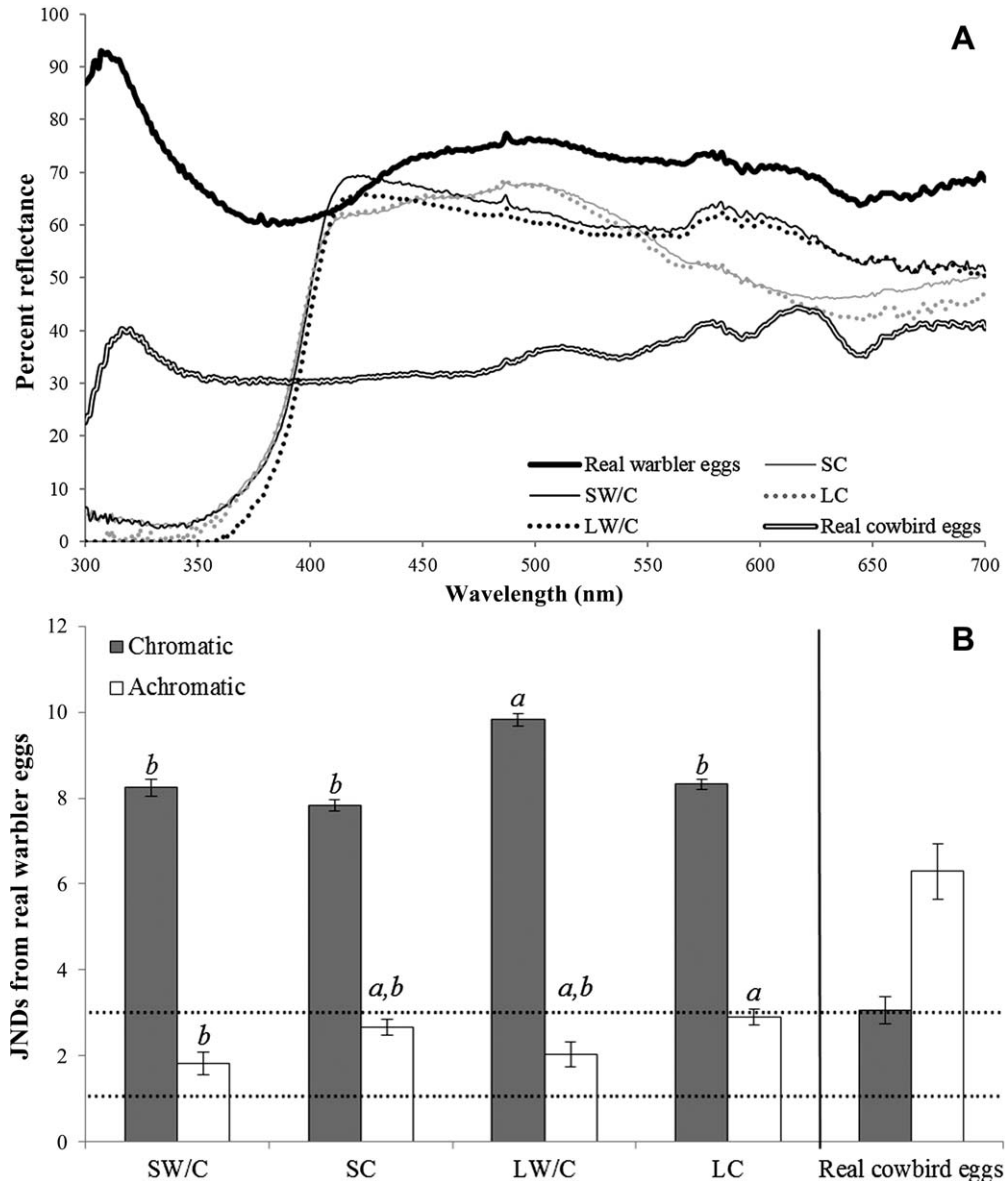 100
90
80
70
60
50
40
30
20
10
0
Percent reflectance
A
Real warbler eggs
SC
SW/C
LC
LW/C
Real cowbird eggs
300
350
400
450
500
550
600
650
700
Wavelength (nm)
12
10
8
6
4
2
0
JNDs from real warbler eggs
B
Chromatic
Achromatic
b
b
b
a,b
a
a,b
b
a
SW/C
SC
LW/C
LC
Real cowbird eggs